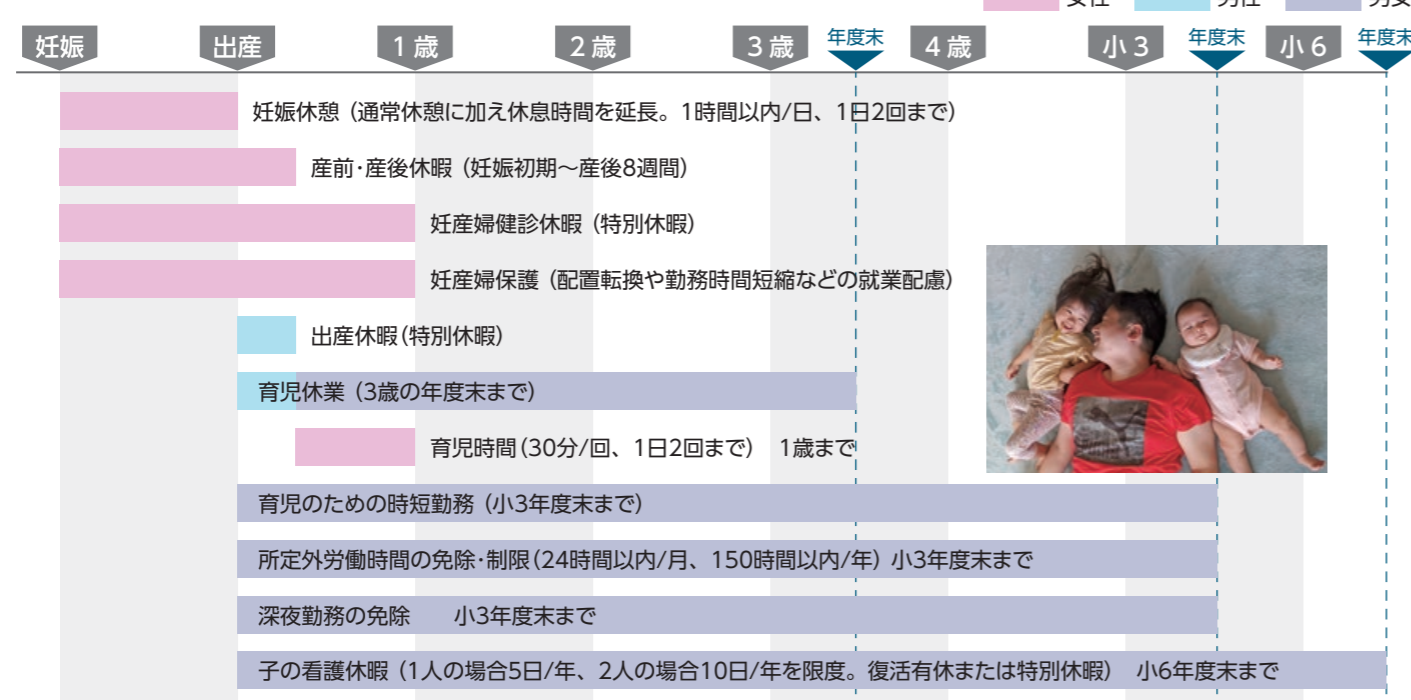 女性 男性 男女
妊娠 出産 1歳 2歳 3歳 年度末 4歳 小3 年度末 小6 年度末
妊娠休憩（通常休憩に加え休息時間を延長。1時間以内/日、1日2回まで）
産前・産後休暇（妊娠初期～産後8週間）
妊産婦健診休暇（特別休暇）
妊産婦保護（配置転換や勤務時間短縮などの就業配慮）
出産休暇（特別休暇）
育児休業（3歳の年度末まで）
育児時間（30分/回、1日2回まで） 1歳まで
育児のための時短勤務（小3年度末まで）
所定外労働時間の免除・制限（24時間以内/月、150時間以内/年）小3年度末まで
深夜勤務の免除 小3年度末まで
子の看護休暇（1人の場合5日/年、2人の場合10日/年を限度。復活有休または特別休暇） 小6年度末まで